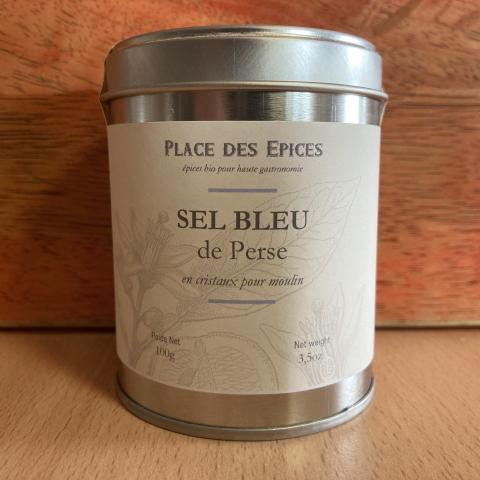 PLACE DES EPICES
épices bio pour haute gastronomie
SEL BLEU
de Perse
en cristaux pour moulin
Poids Net
100g
Net weight
3,5oz